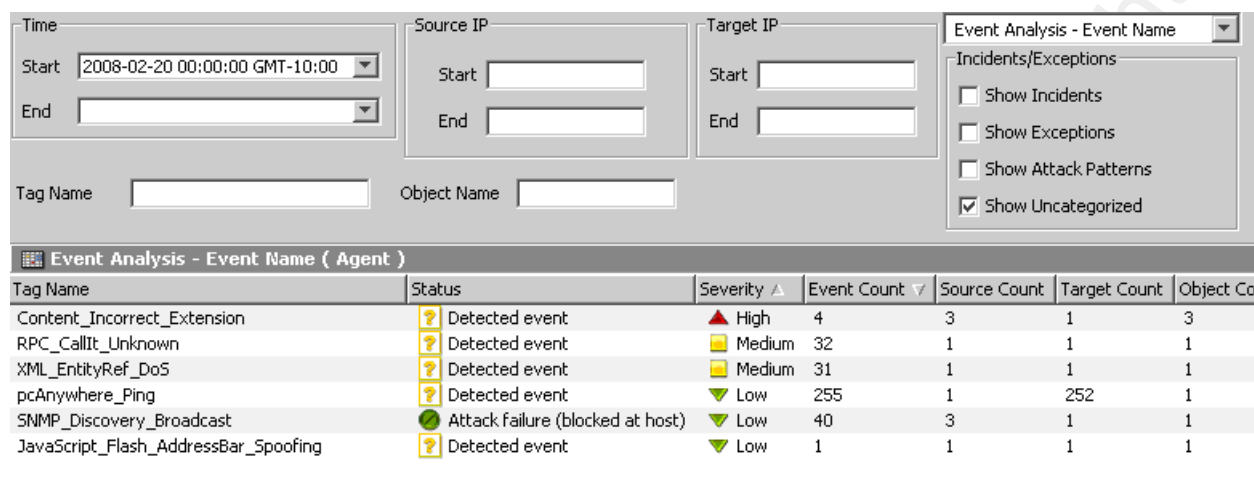 Time
Start 2008-02-20 00:00:00 GMT-10:00
End
Source IP
Start
End
Target IP
Start
End
Event Analysis - Event Name
Incidents/Exceptions
Show Incidents
Show Exceptions
Show Attack Patterns
Show Uncategorized
Tag Name
Object Name
Event Analysis - Event Name ( Agent )
Tag Name Status Severity Event Count Source Count Target Count Object Co
Content_Incorrect_Extension ? Detected event High 4 3 1 3
RPC_CallIt_Unknown ? Detected event Medium 32 1 1 1
XML_EntityRef_DoS ? Detected event Medium 31 1 1 1
pcAnywhere_Ping ? Detected event Low 255 1 252 1
SNMP_Discovery_Broadcast Attack failure (blocked at host) Low 40 3 1 1
JavaScript_Flash_AddressBar_Spoofing ? Detected event Low 1 1 1 1